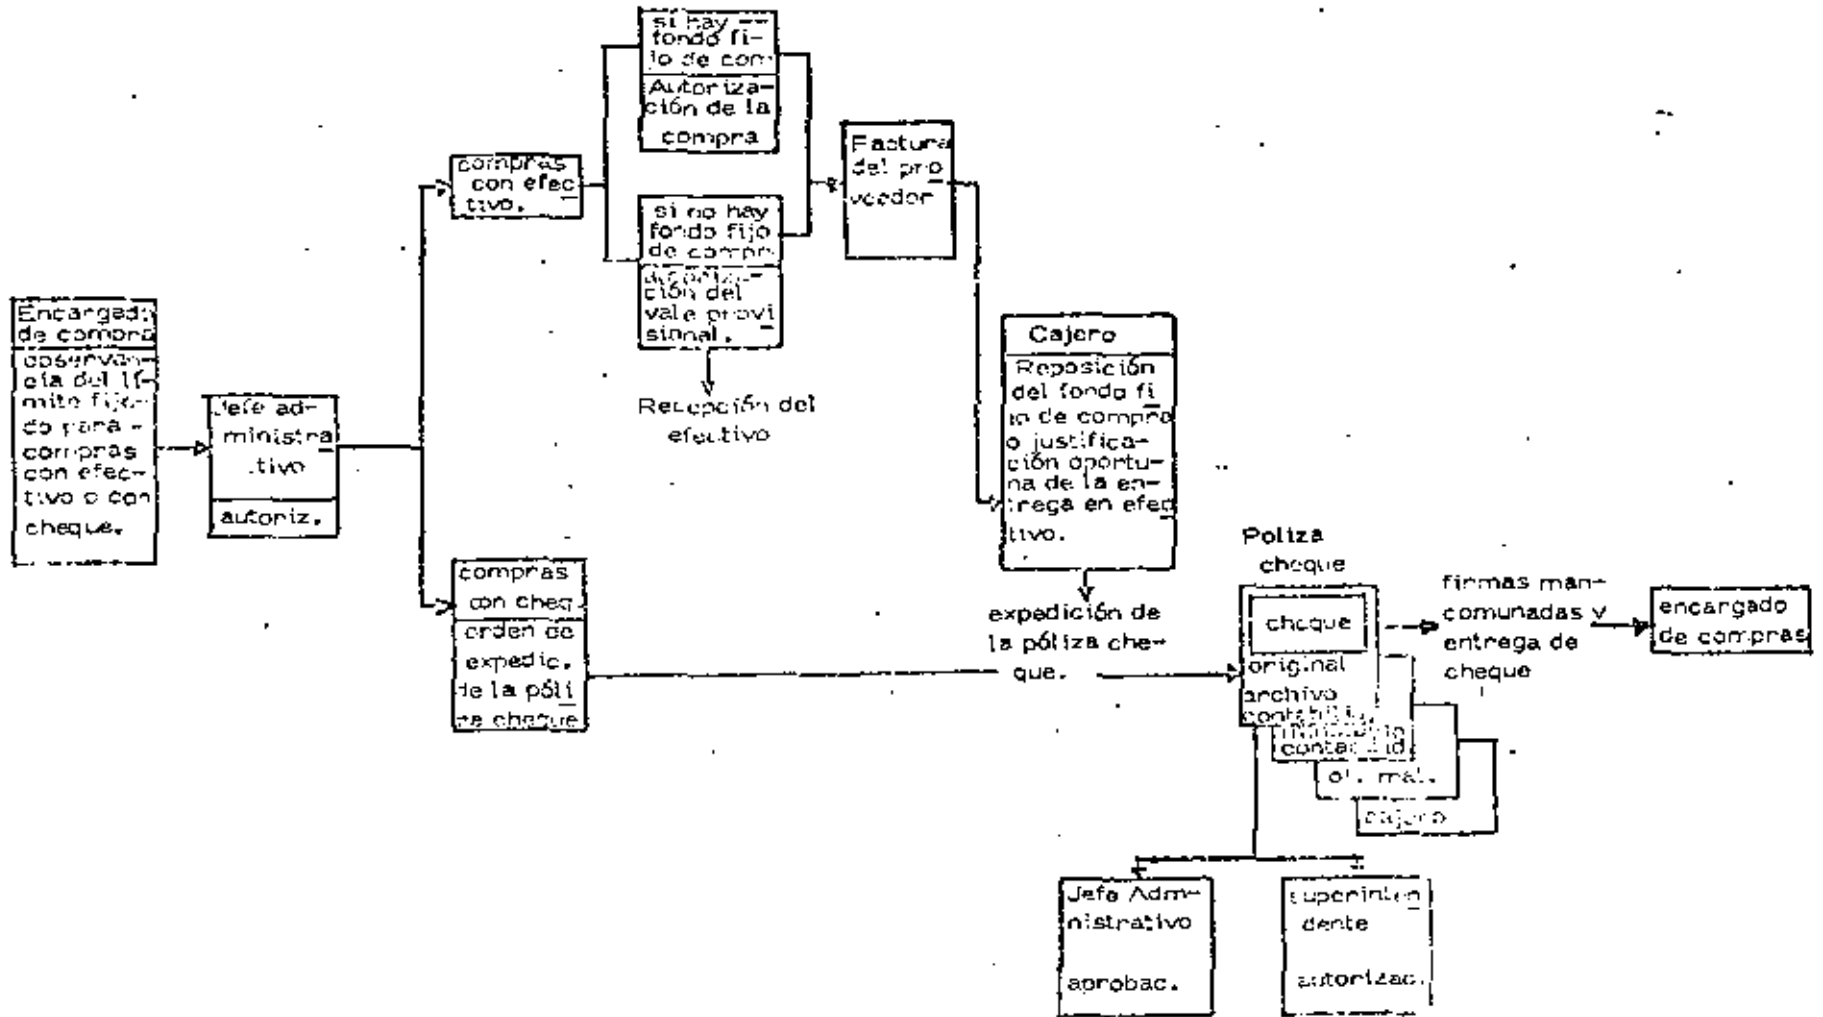 si hay --
fondo fi-
jo de com
Autoriza-
ción de la
compra
compras
con efec
tivo.
si no hay
fondo fijo
de compr
ción del
vale provi
sional.
Recepción del
efectivo
Factura
del pro
veedor
Encargado
de compra
observan-
cia del lí-
mite fija-
do para -
compras
con efec-
tivo o con
cheque.
Jefe ad-
ministra
tivo
autoriz.
Cajero
Reposición
del fondo fi
jo de compra
o justifica-
ción oportu-
na de la en-
trega en efec
tivo.
compras
con cheq.
orden de
expedic.
de la póli
za cheque
expedición de
la póliza che-
que.
Poliza
cheque
cheque
original
archivo
contabili.
contabilid.
of. mat.
cajero
firmas man-
comunadas y
entrega de
cheque
encargado
de compras
Jefe Adm-
nistrativo
aprobac.
superinten
dente
autorizac.